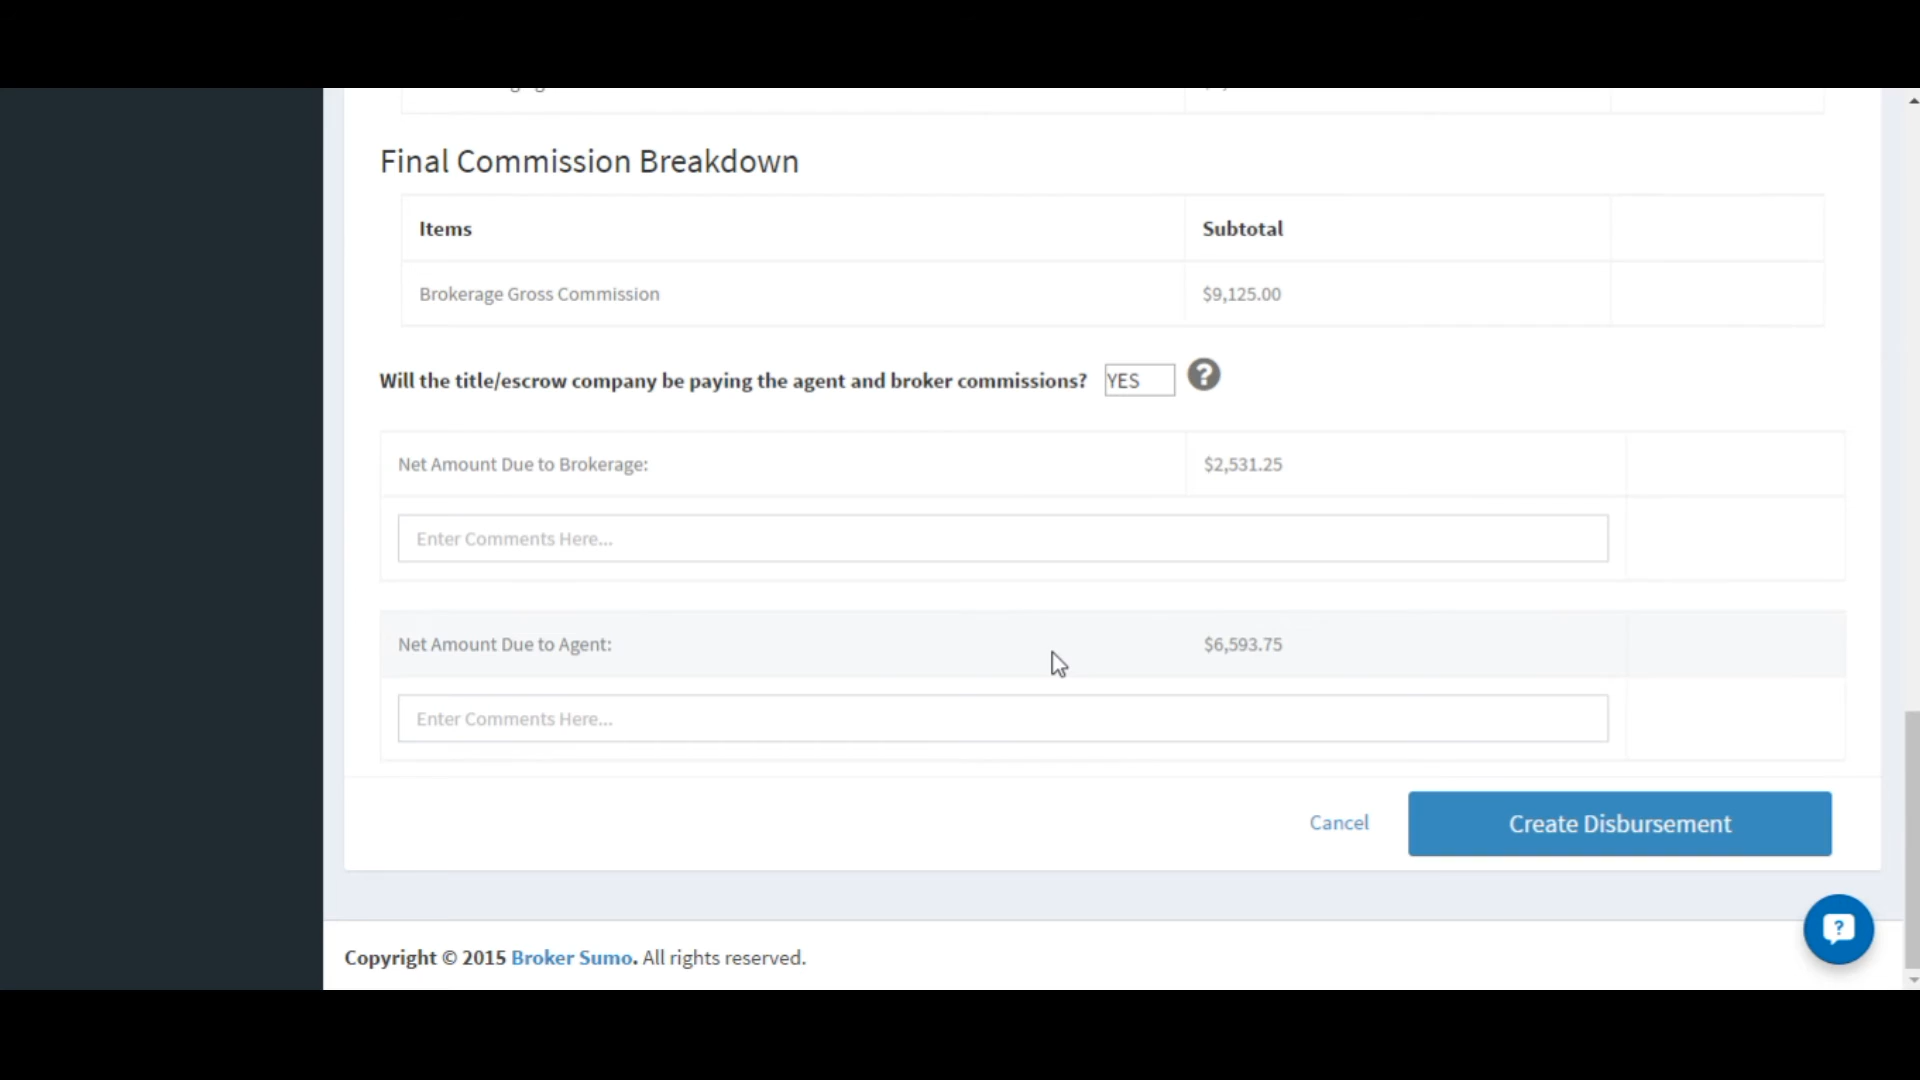 Final Commission Breakdown
Items Subtotal
Brokerage Gross Commission $9,125.00
Will the title/escrow company be paying the agent and broker commissions? YES ?
Net Amount Due to Brokerage: $2,531.25
Enter Comments Here...
Net Amount Due to Agent: $6,593.75
Enter Comments Here...
Cancel Create Disbursement
?
Copyright © 2015 Broker Sumo. All rights reserved.